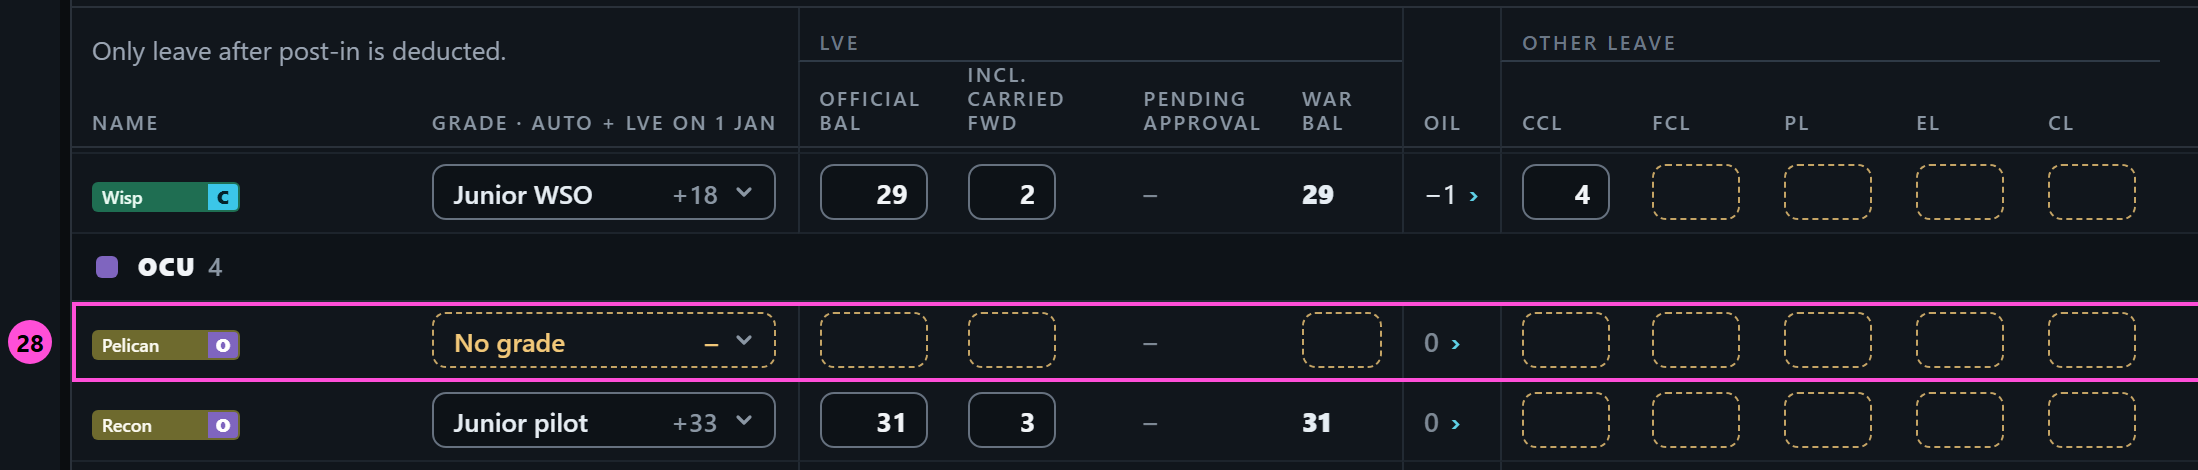 Only leave after post-in is deducted.
LVE
OTHER LEAVE
NAME
GRADE · AUTO + LVE ON 1 JAN
OFFICIAL BAL
INCL. CARRIED FWD
PENDING APPROVAL
WAR BAL
OIL
CCL
FCL
PL
EL
CL
Wisp C Junior WSO +18 29 2 – 29 −1 › 4
OCU 4
28
Pelican O No grade – – 0 ›
Recon O Junior pilot +33 31 3 – 31 0 ›